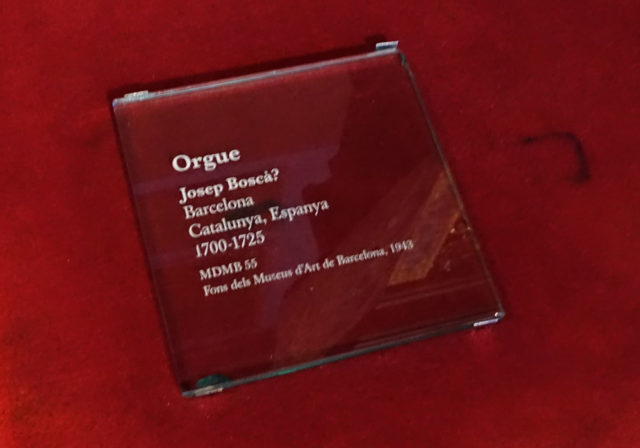 Orgue
Josep Boscà?
Barcelona
Catalunya, Espanya
1700-1725
MDMB 55
Fons dels Museus d'Art de Barcelona, 1943